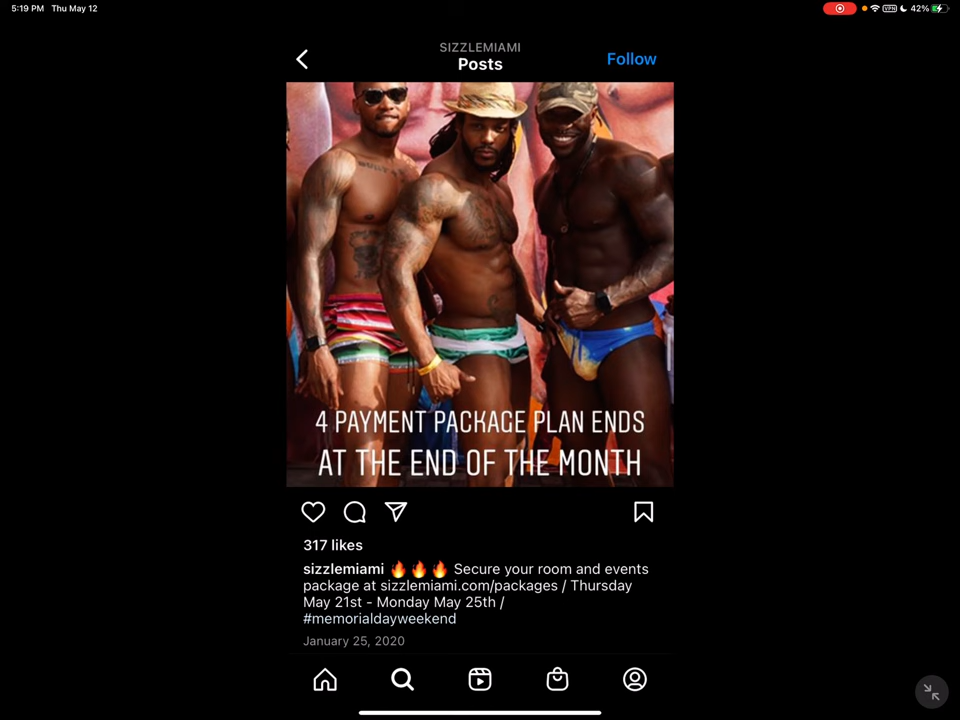 5:19 PM Thu May 12
VPN 42%
SIZZLEMIAMI
Posts
Follow
4 PAYMENT PACKAGE PLAN ENDS
AT THE END OF THE MONTH
317 likes
sizzlemiami 🔥🔥🔥 Secure your room and events
package at sizzlemiami.com/packages / Thursday
May 21st - Monday May 25th /
#memorialdayweekend
January 25, 2020